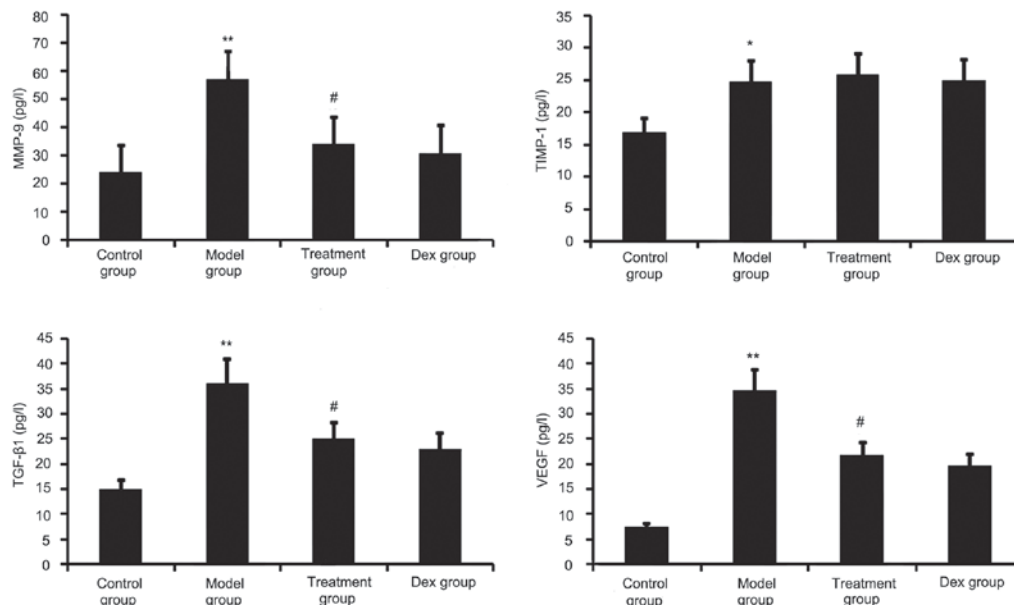 80
70
60
50
40
30
20
10
0
MMP-9 (pg/l)
**
#
Control group
Model group
Treatment group
Dex group
35
30
25
20
15
10
5
0
TIMP-1 (pg/l)
*
Control group
Model group
Treatment group
Dex group
45
40
35
30
25
20
15
10
5
0
TGF-β1 (pg/l)
**
#
Control group
Model group
Treatment group
Dex group
45
40
35
30
25
20
15
10
5
0
VEGF (pg/l)
**
#
Control group
Model group
Treatment group
Dex group